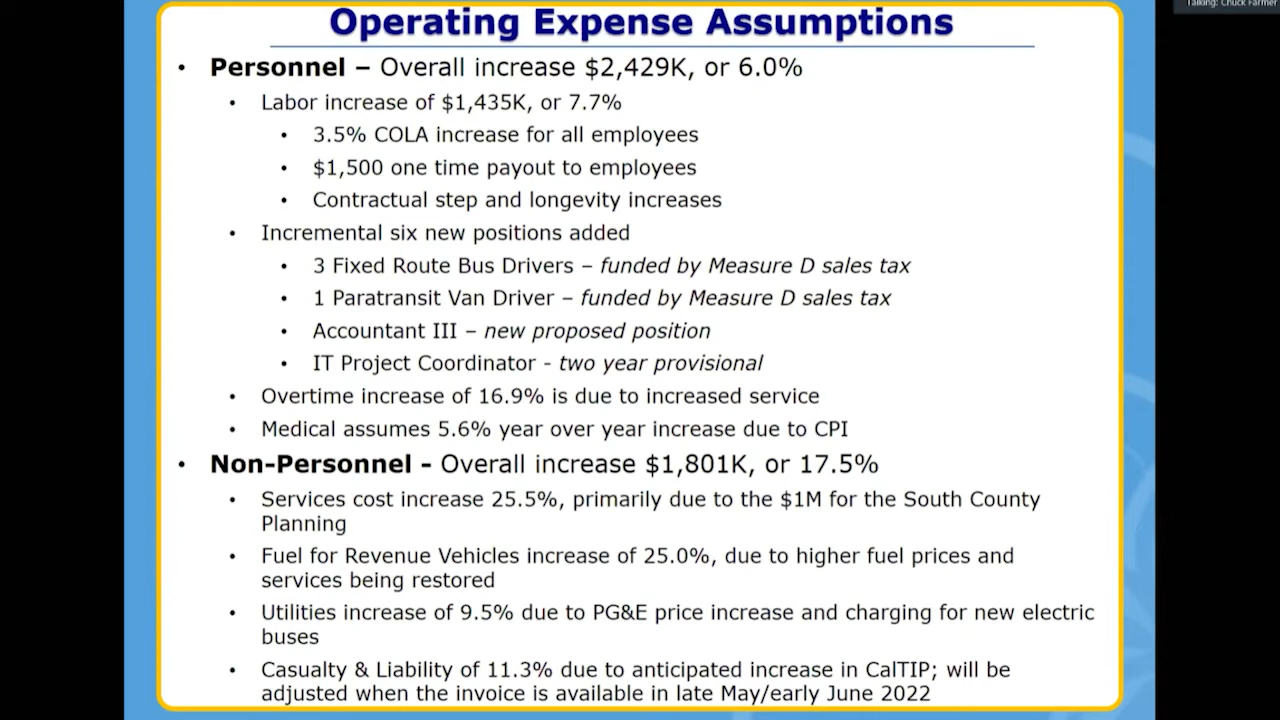 Talking: Chuck Farmer
Operating Expense Assumptions
• Personnel – Overall increase $2,429K, or 6.0%
• Labor increase of $1,435K, or 7.7%
• 3.5% COLA increase for all employees
• $1,500 one time payout to employees
• Contractual step and longevity increases
• Incremental six new positions added
• 3 Fixed Route Bus Drivers – funded by Measure D sales tax
• 1 Paratransit Van Driver – funded by Measure D sales tax
• Accountant III – new proposed position
• IT Project Coordinator - two year provisional
• Overtime increase of 16.9% is due to increased service
• Medical assumes 5.6% year over year increase due to CPI
• Non-Personnel - Overall increase $1,801K, or 17.5%
• Services cost increase 25.5%, primarily due to the $1M for the South County
Planning
• Fuel for Revenue Vehicles increase of 25.0%, due to higher fuel prices and
services being restored
• Utilities increase of 9.5% due to PG&E price increase and charging for new electric
buses
• Casualty & Liability of 11.3% due to anticipated increase in CalTIP; will be
adjusted when the invoice is available in late May/early June 2022